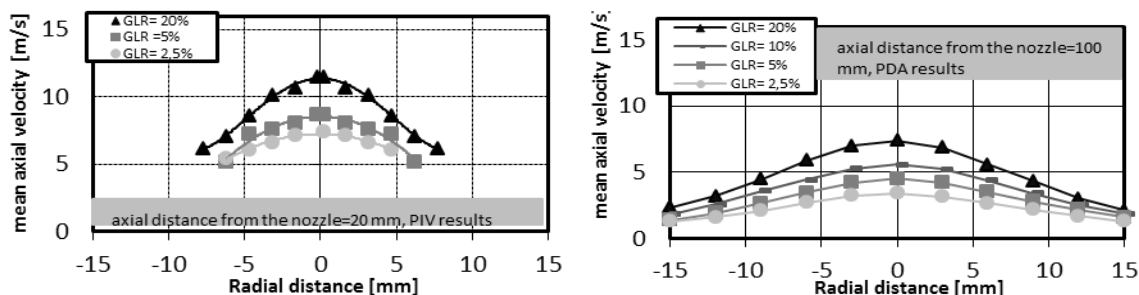 mean axial velocity [m/s]
15
10
5
0
GLR= 20%
GLR =5%
GLR= 2,5%
axial distance from the nozzle=20 mm, PIV results
-15 -10 -5 0 5 10 15
Radial distance [mm]
mean axial velocity [m/s]
15
10
5
0
GLR= 20%
GLR= 10%
GLR= 5%
GLR= 2,5%
axial distance from the nozzle=100
mm, PDA results
-15 -10 -5 0 5 10 15
Radial distance [mm]